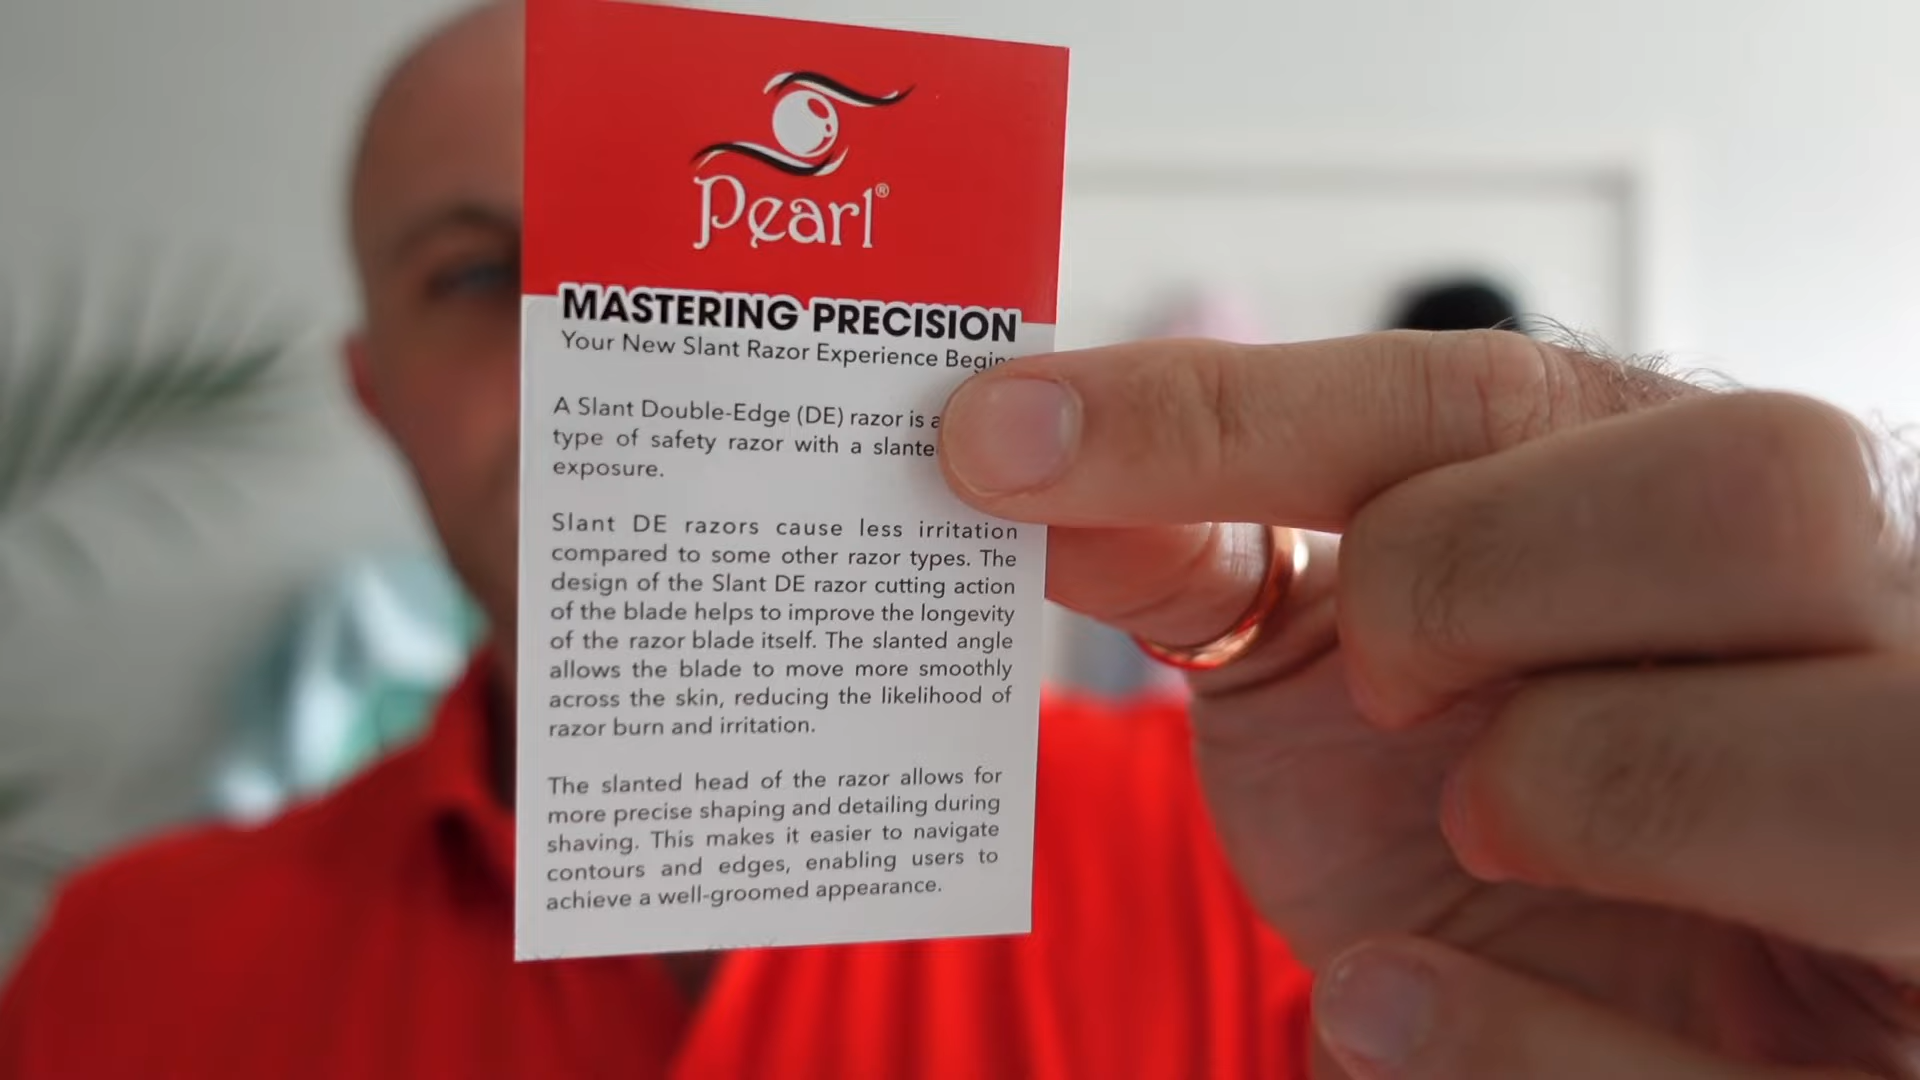 Pearl®
MASTERING PRECISION
Your New Slant Razor Experience
A Slant Double-Edge (DE) razor is
type of safety razor with a
exposure.
Slant DE razors cause less irritation
compared to some other razor types. The
design of the Slant DE razor cutting action
of the blade helps to improve the longevity
of the razor blade itself. The slanted angle
allows the blade to move more smoothly
across the skin, reducing the likelihood of
razor burn and irritation.
The slanted head of the razor allows for
more precise shaping and detailing during
shaving. This makes it easier to navigate
contours and edges, enabling users to
achieve a well-groomed appearance.